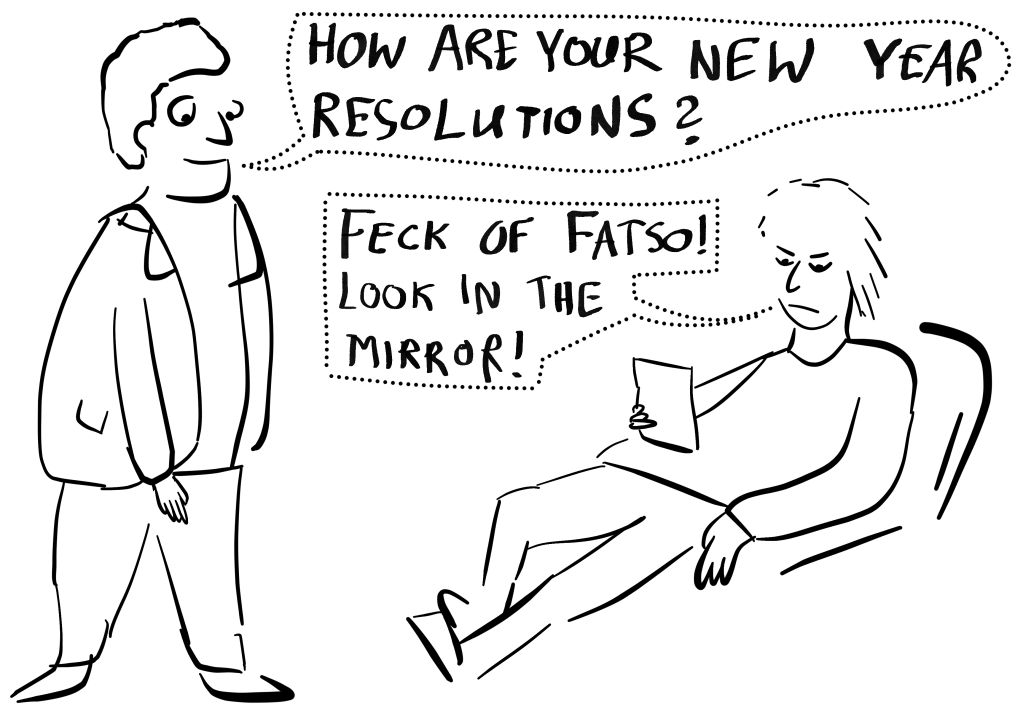 HOW ARE YOUR NEW YEAR
RESOLUTIONS?
FECK OF FATSO!
LOOK IN THE
MIRROR!